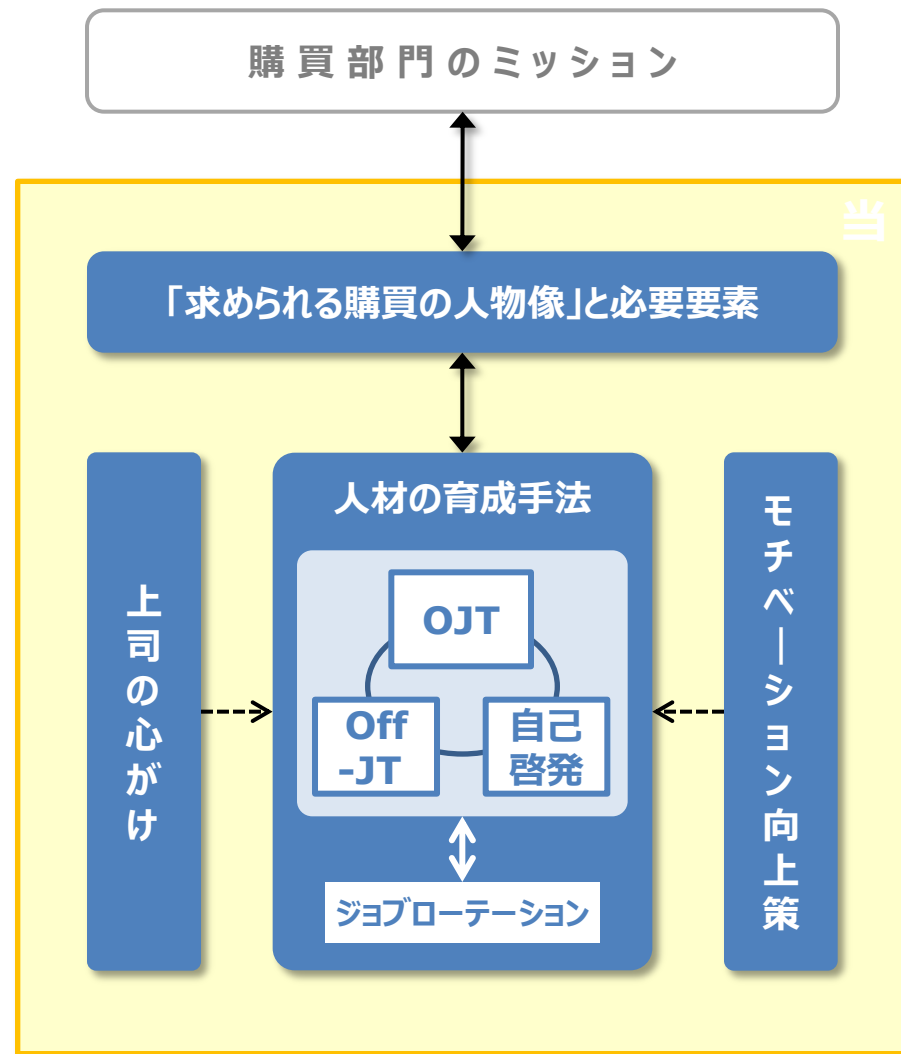 購買部門のミッション
当
「求められる購買の人物像」と必要要素
人材の育成手法
上司の心がけ
OJT
Off
-JT
自己
啓発
ジョブローテーション
モチベーション向上策